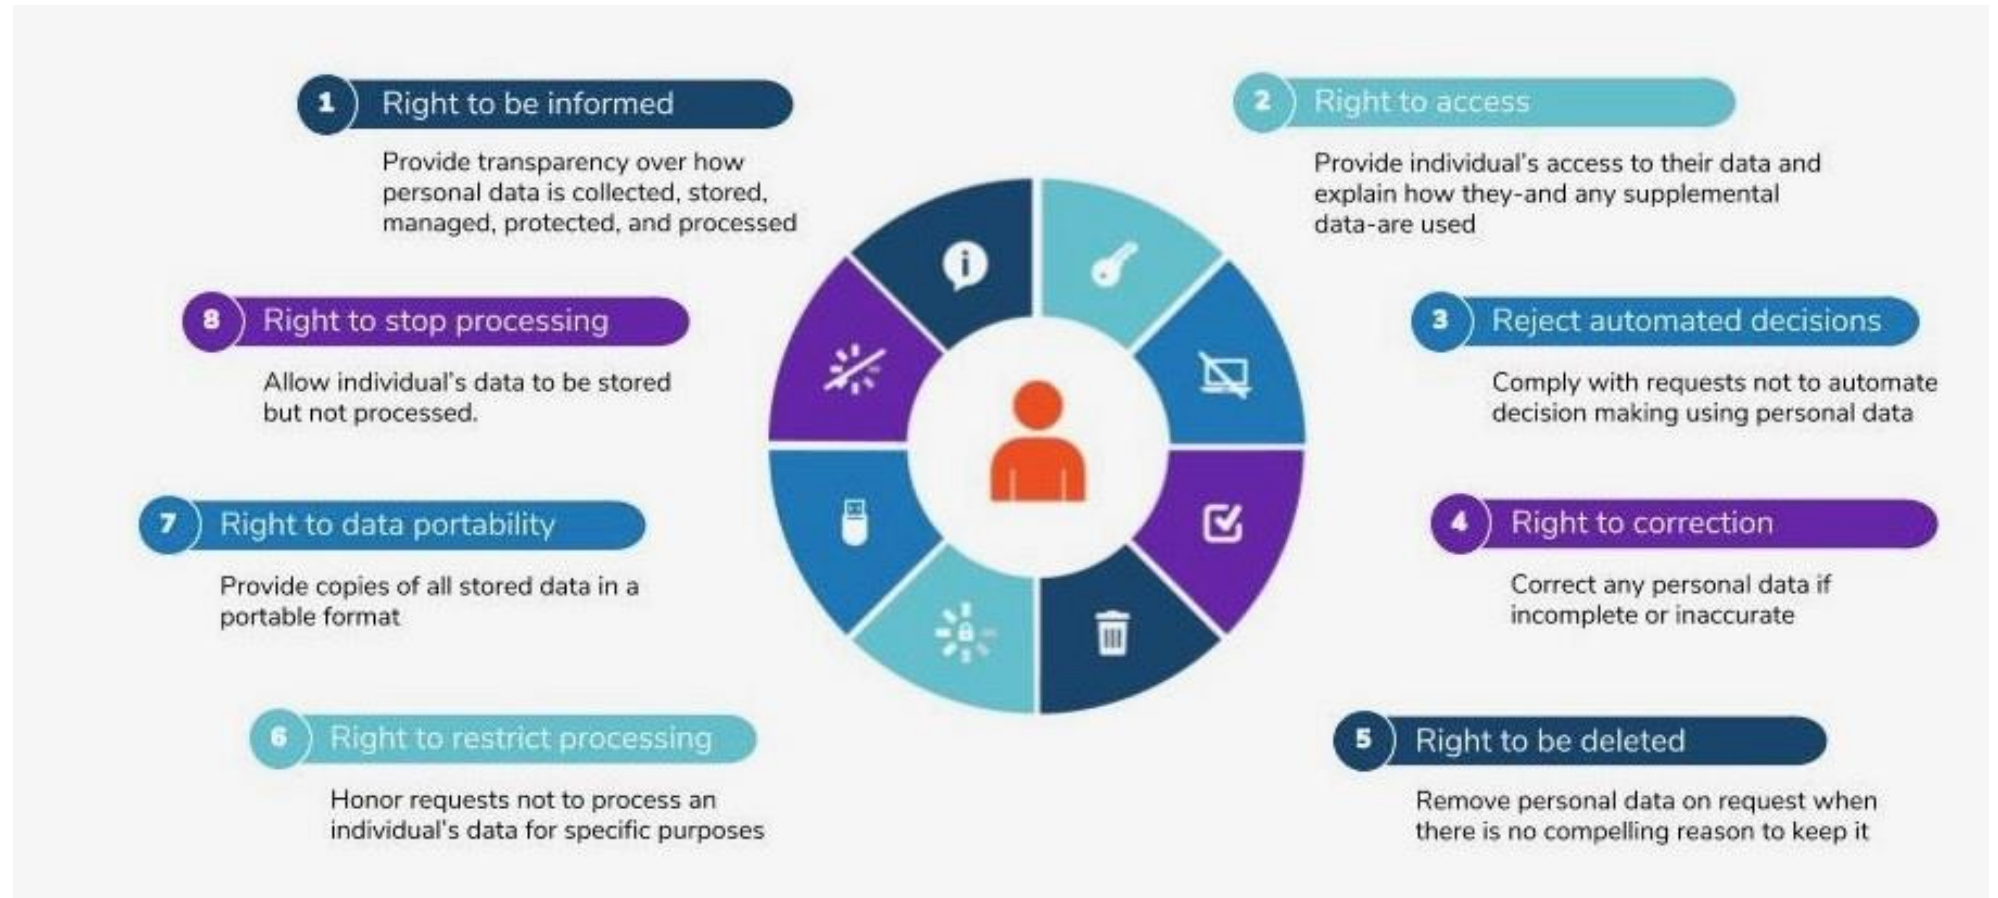 1 Right to be informed
Provide transparency over how
personal data is collected, stored,
managed, protected, and processed
2 Right to access
Provide individual's access to their data and
explain how they-and any supplemental
data-are used
3 Reject automated decisions
Comply with requests not to automate
decision making using personal data
4 Right to correction
Correct any personal data if
incomplete or inaccurate
5 Right to be deleted
Remove personal data on request when
there is no compelling reason to keep it
6 Right to restrict processing
Honor requests not to process an
individual's data for specific purposes
7 Right to data portability
Provide copies of all stored data in a
portable format
8 Right to stop processing
Allow individual's data to be stored
but not processed.